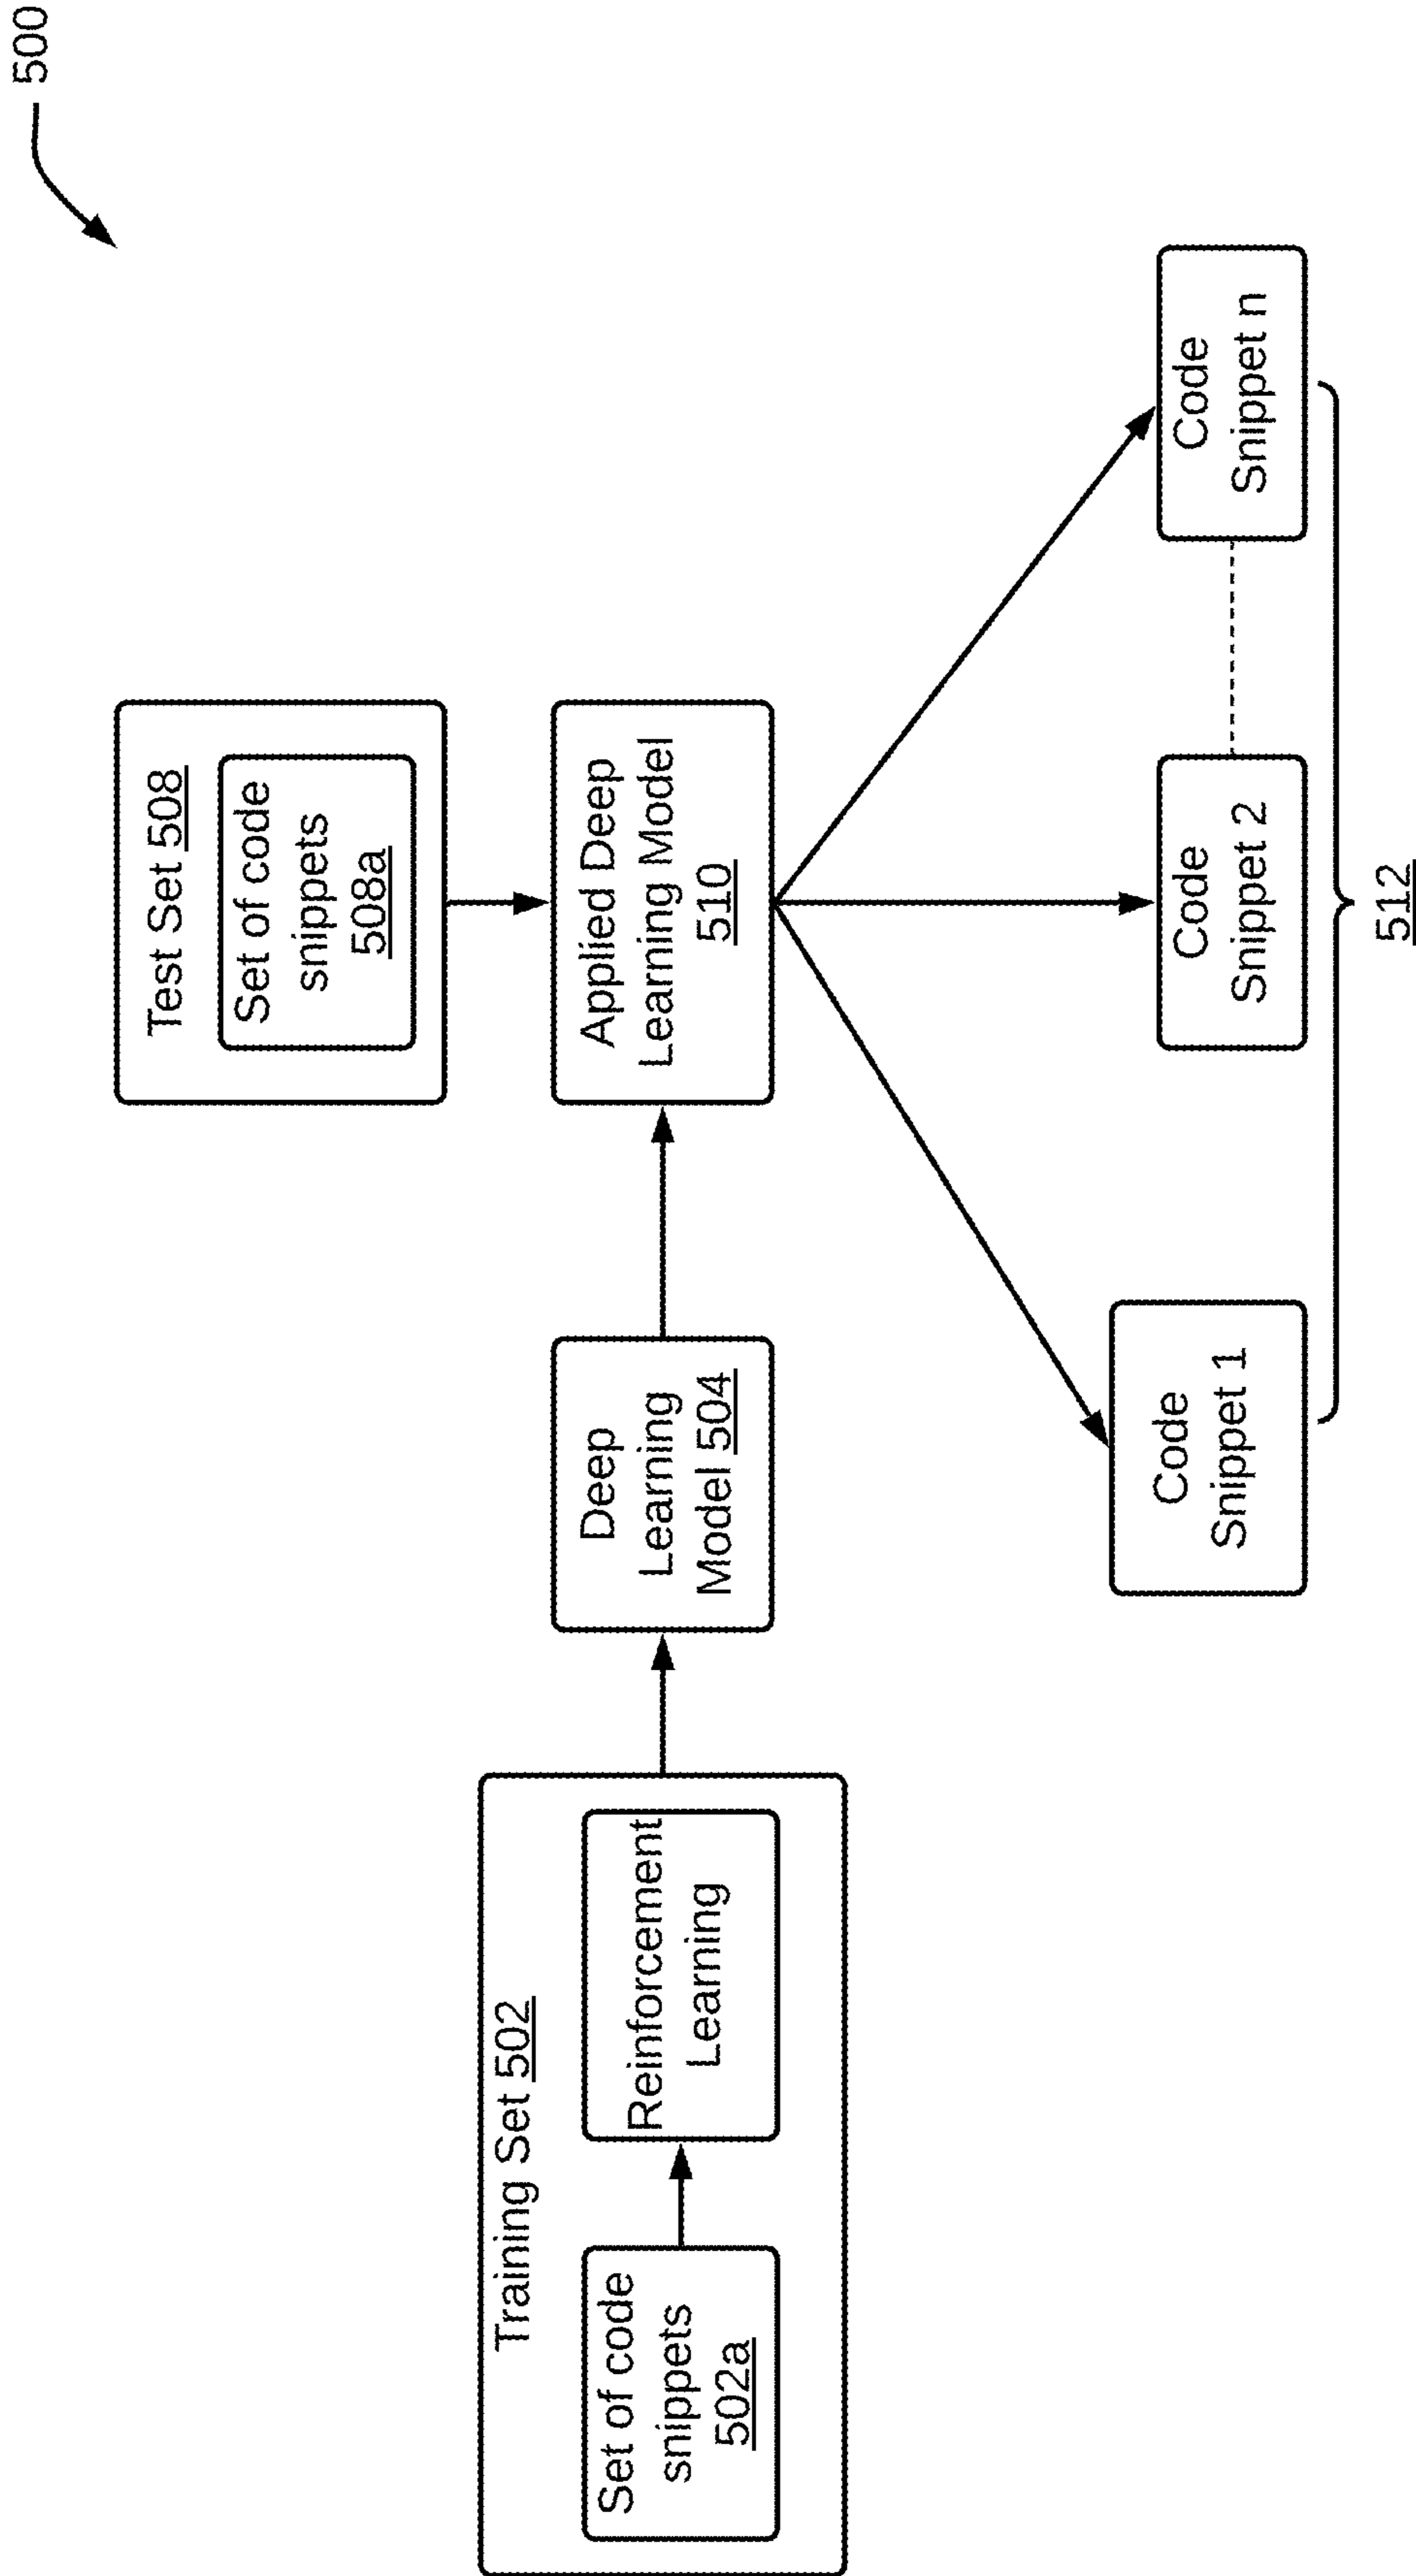 500
Test Set 508
Set of code
snippets
508a
Training Set 502
Set of code
snippets
502a
Reinforcement
Learning
Deep
Learning
Model 504
Applied Deep
Learning Model
510
Code
Snippet 1
Code
Snippet 2
Code
Snippet n
512